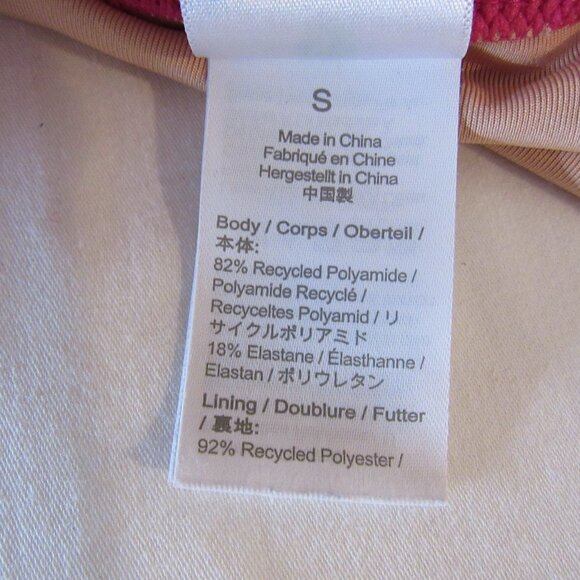 S
Made in China
Fabriqué en Chine
Hergestellt in China
中国製
Body / Corps / Oberteil /
本体:
82% Recycled Polyamide /
Polyamide Recyclé /
Recyceltes Polyamid / リ
サイクルポリアミド
18% Elastane / Élasthanne /
Elastan / ポリウレタン
Lining / Doublure / Futter
/ 裏地:
92% Recycled Polyester /